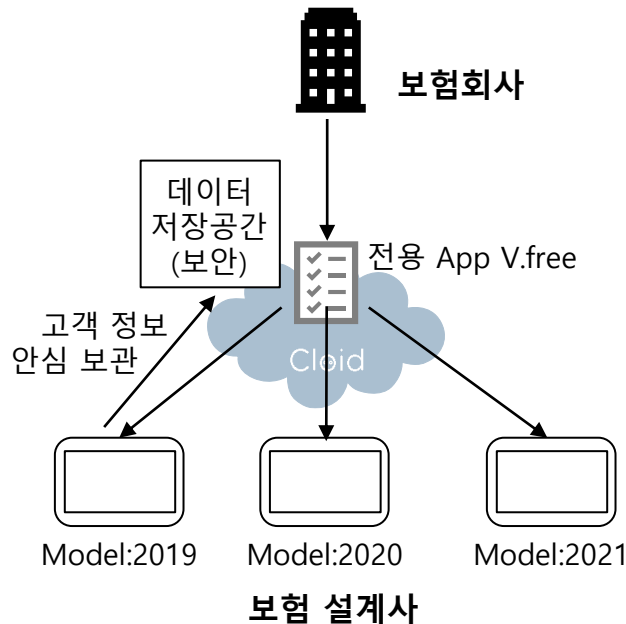 보험회사
데이터
저장공간
(보안)
전용 App V.free
고객 정보
안심 보관
Cloid
Model:2019
Model:2020
Model:2021
보험 설계사